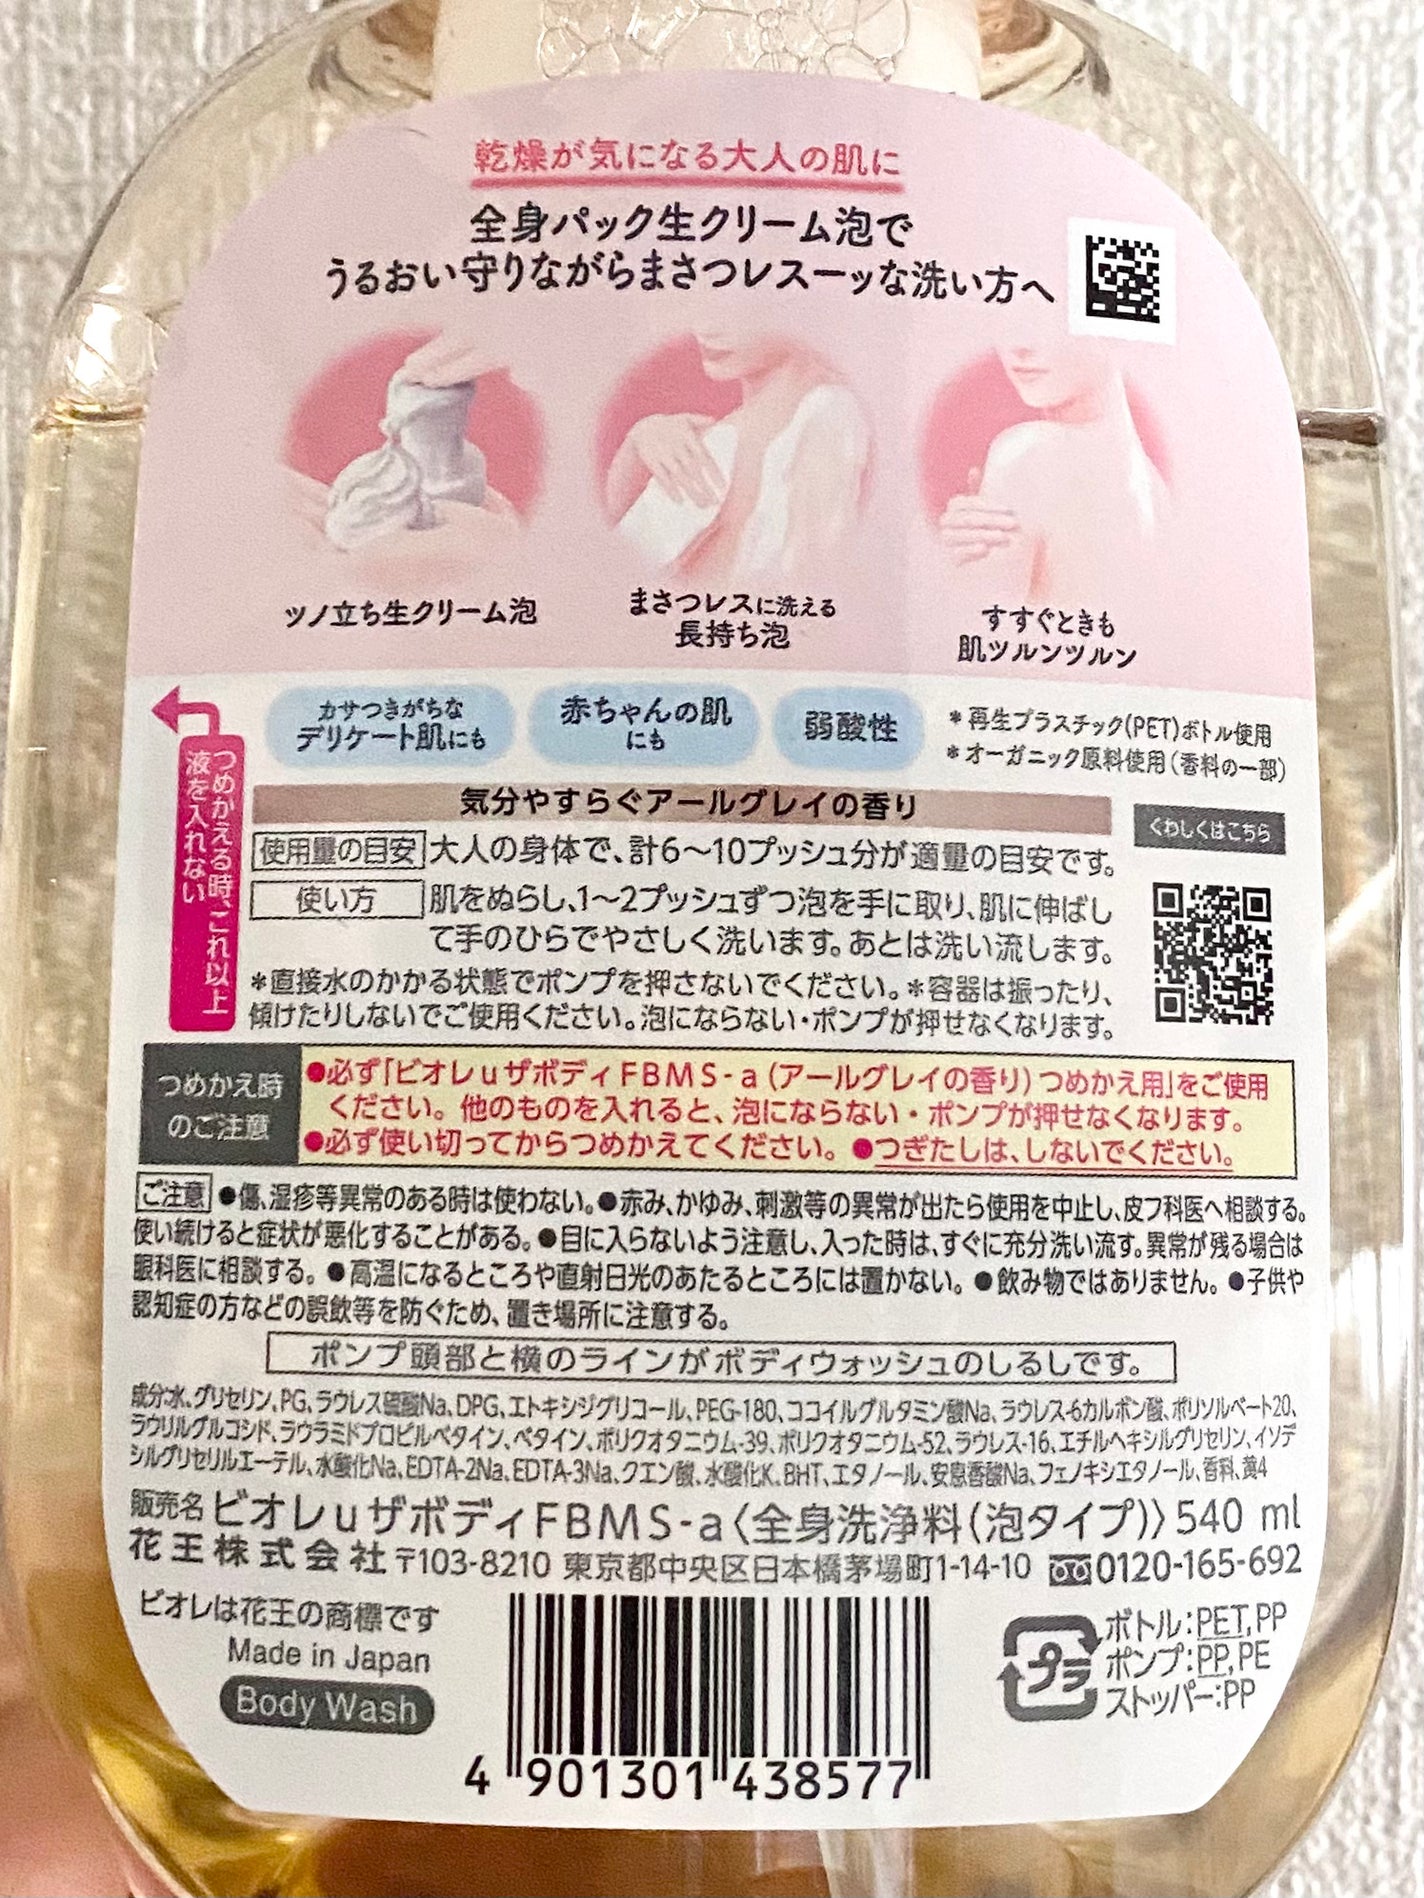 乾燥が気になる大人の肌に
全身パック生クリーム泡で
うるおい守りながらまさつレスーッな洗い方へ
ツノ立ち生クリーム泡
まさつレスに洗える
長持ち泡
すすぐときも
肌ツルンツルン
つめかえる時、これ以上
液を入れない
カサつきがちな
デリケート肌にも
赤ちゃんの肌
にも
弱酸性
*再生プラスチック(PET)ボトル使用
*オーガニック原料使用(香料の一部)
気分やすらぐアールグレイの香り
くわしくはこちら
使用量の目安 大人の身体で、計6〜10プッシュ分が適量の目安です。
使い方 肌をぬらし、1〜2プッシュずつ泡を手に取り、肌に伸ばし
て手のひらでやさしく洗います。あとは洗い流します。
*直接水のかかる状態でポンプを押さないでください。*容器は振ったり、
傾けたりしないでご使用ください。泡にならない・ポンプが押せなくなります。
つめかえ時
のご注意
●必ず「ビオレuザボディFBMS-a(アールグレイの香り)つめかえ用」をご使用
ください。他のものを入れると、泡にならない・ポンプが押せなくなります。
●必ず使い切ってからつめかえてください。●つぎたしは、しないでください。
ご注意 ●傷、湿疹等異常のある時は使わない。●赤み、かゆみ、刺激等の異常が出たら使用を中止し、皮フ科医へ相談する。
使い続けると症状が悪化することがある。●目に入らないよう注意し、入った時は、すぐに充分洗い流す。異常が残る場合は
眼科医に相談する。●高温になるところや直射日光のあたるところには置かない。●飲み物ではありません。●子供や
認知症の方などの誤飲等を防ぐため、置き場所に注意する。
ポンプ頭部と横のラインがボディウォッシュのしるしです。
成分:水、グリセリン、PG、ラウレス硫酸Na、DPG、エトキシジグリコール、PEG-180、ココイルグルタミン酸Na、ラウレス-6カルボン酸、ポリソルベート20、
ラウリルグルコシド、ラウラミドプロピルベタイン、ベタイン、ポリクオタニウム-39、ポリクオタニウム-52、ラウレス-16、エチルヘキシルグリセリン、イソデ
シルグリセリルエーテル、水酸化Na、EDTA-2Na、EDTA-3Na、クエン酸、水酸化K、BHT、エタノール、安息香酸Na、フェノキシエタノール、香料、黄4
販売名 ビオレuザボディFBMS-a〈全身洗浄料(泡タイプ)〉540 ml
花王株式会社 〒103-8210 東京都中央区日本橋茅場町1-14-10 0120-165-692
ビオレは花王の商標です
Made in Japan
Body Wash
4 901301 438577
プラ
ボトル:PET,PP
ポンプ:PP,PE
ストッパー:PP